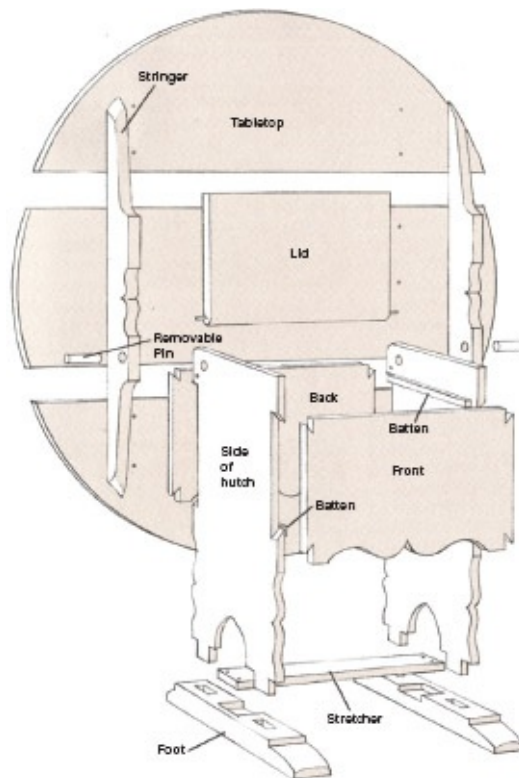 Stringer
Tabletop
Lid
Removable
Pin
Back
Batten
Side
of
hutch
Front
Batten
Stretcher
Foot